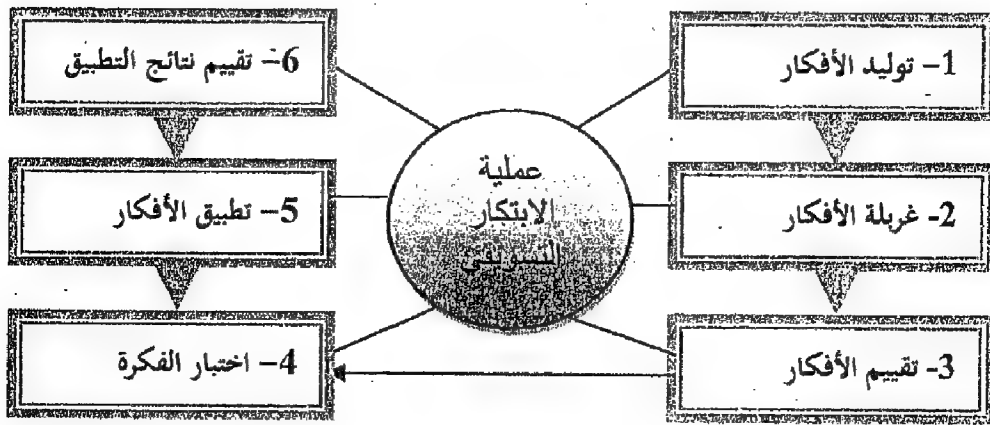 1- توليد الأفكار
2- غربلة الأفكار
3- تقييم الأفكار
عملية
الابتكار
التسويقي
6- تقييم نتائج التطبيق
5- تطبيق الأفكار
4- اختبار الفكرة